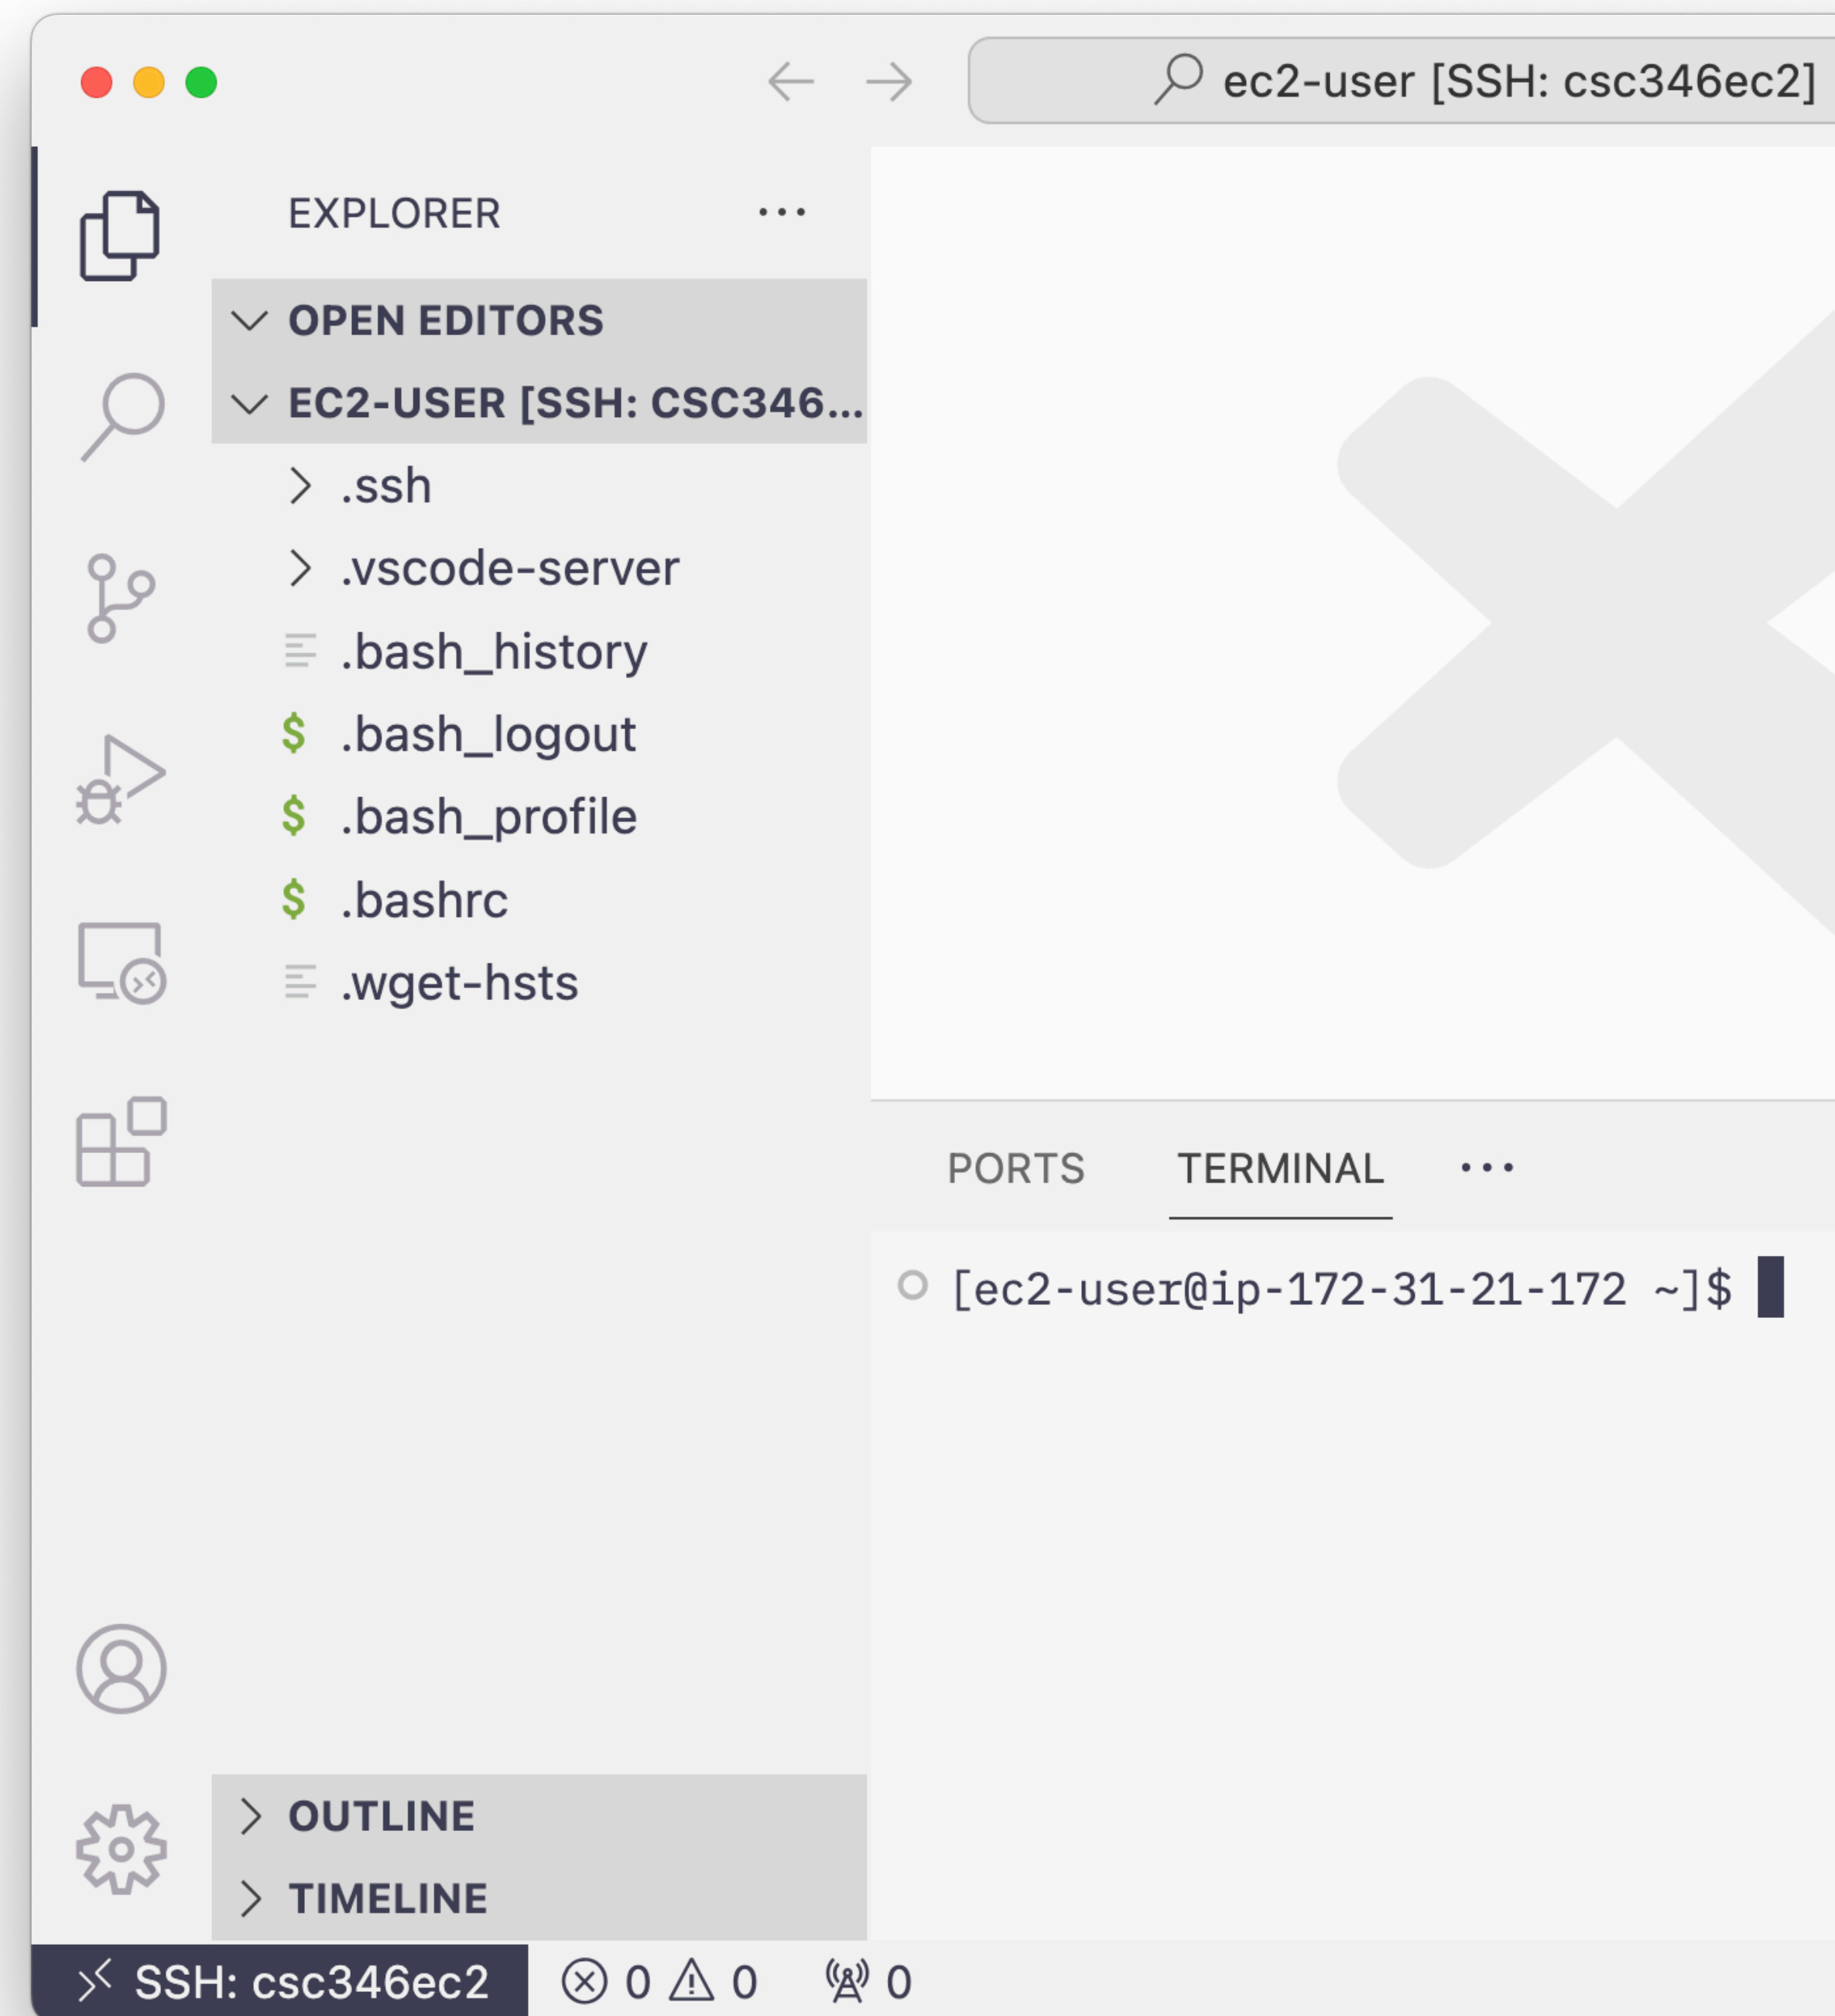 ec2-user [SSH: csc346ec2]
EXPLORER
OPEN EDITORS
EC2-USER [SSH: CSC346...
.ssh
.vscode-server
.bash_history
$ .bash_logout
$ .bash_profile
$ .bashrc
.wget-hsts
OUTLINE
TIMELINE
PORTS TERMINAL
[ec2-user@ip-172-31-21-172 ~]$
SSH: csc346ec2 0 0 0